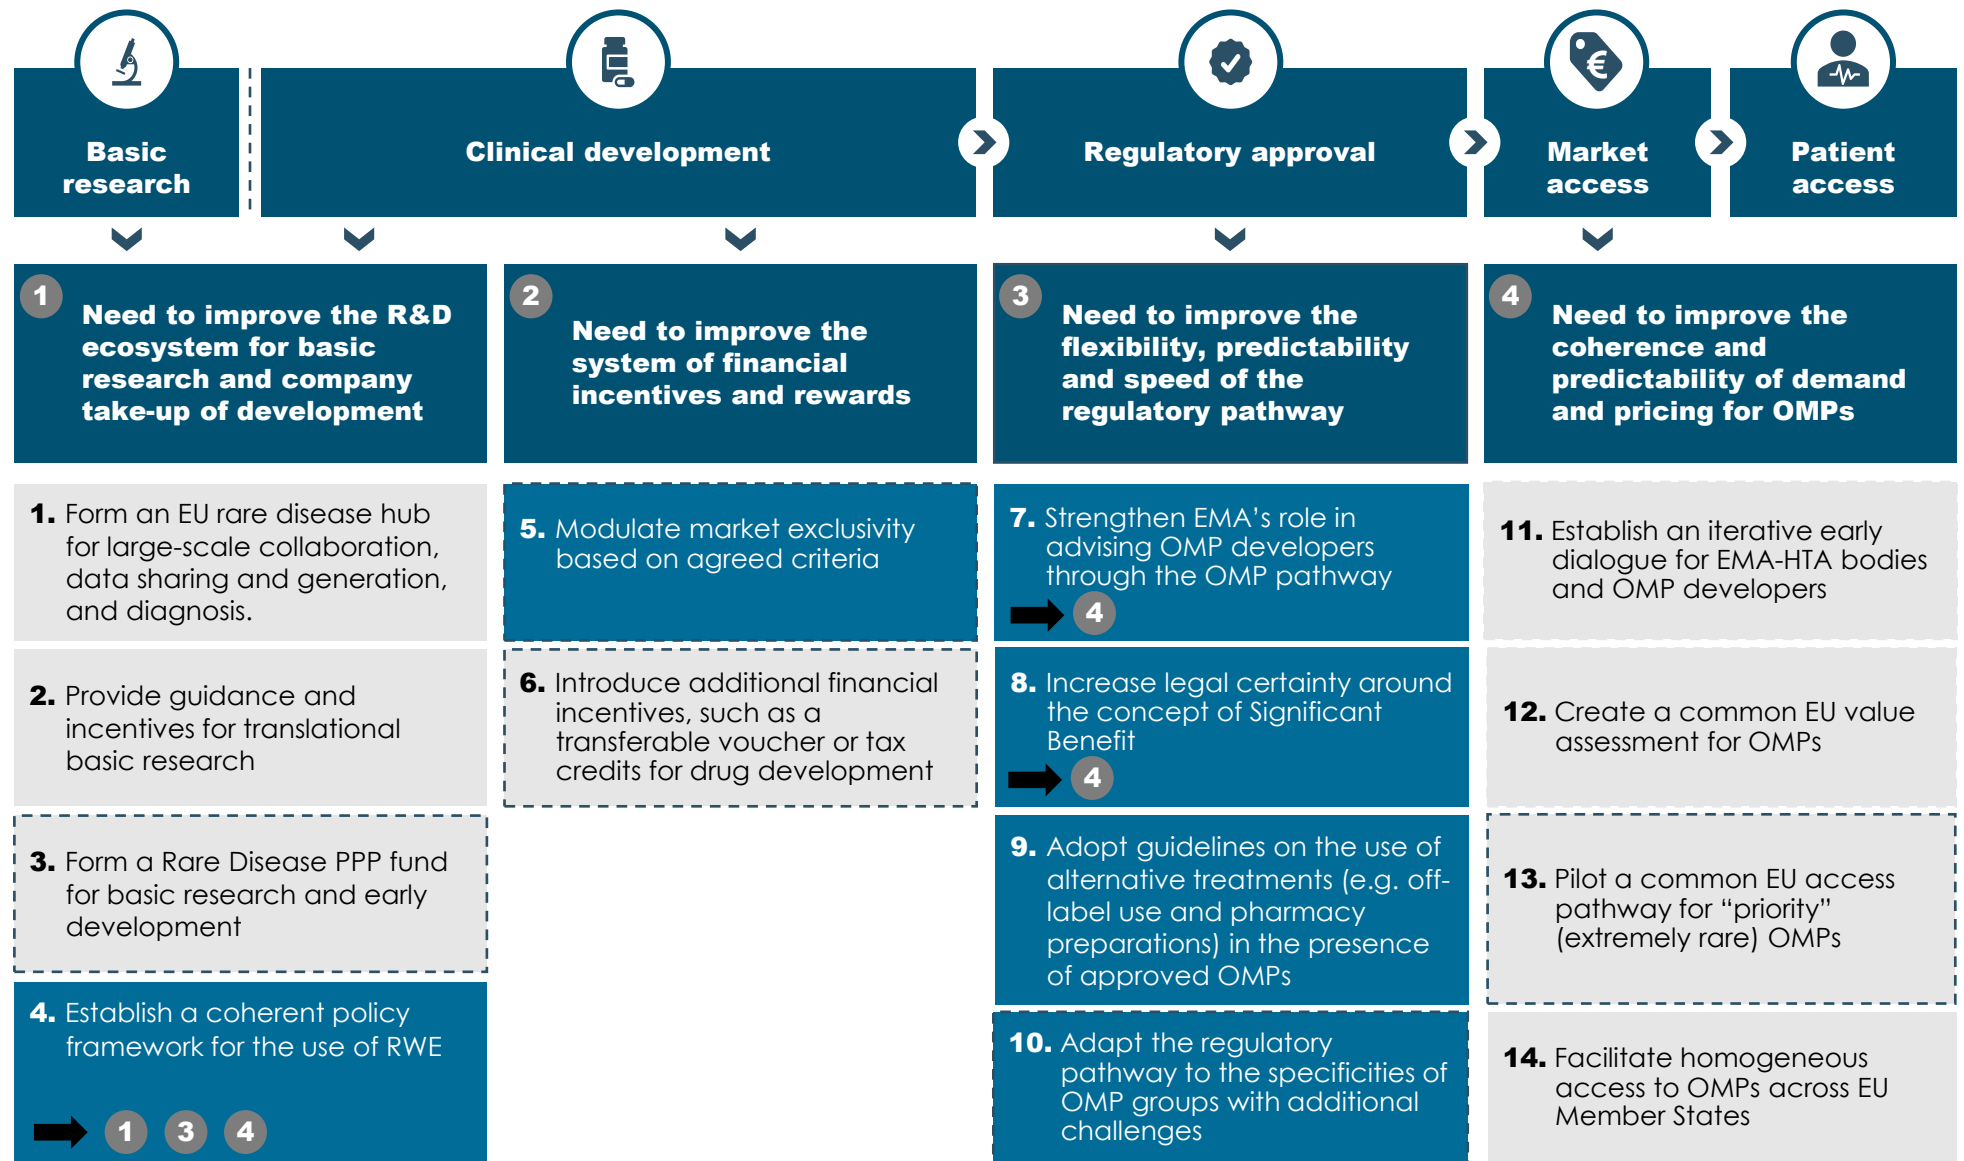 Basic
research
Clinical development
Regulatory approval
Market
access
Patient
access
€
1
Need to improve the R&D
ecosystem for basic
research and company
take-up of development
2
Need to improve the
system of financial
incentives and rewards
3
Need to improve the
flexibility, predictability
and speed of the
regulatory pathway
4
Need to improve the
coherence and
predictability of demand
and pricing for OMPs
1. Form an EU rare disease hub
for large-scale collaboration,
data sharing and generation,
and diagnosis.
2. Provide guidance and
incentives for translational
basic research
3. Form a Rare Disease PPP fund
for basic research and early
development
4. Establish a coherent policy
framework for the use of RWE
1 3 4
5. Modulate market exclusivity
based on agreed criteria
6. Introduce additional financial
incentives, such as a
transferable voucher or tax
credits for drug development
7. Strengthen EMA’s role in
advising OMP developers
through the OMP pathway
4
8. Increase legal certainty around
the concept of Significant
Benefit
4
9. Adopt guidelines on the use of
alternative treatments (e.g. off-
label use and pharmacy
preparations) in the presence
of approved OMPs
10. Adapt the regulatory
pathway to the specificities of
OMP groups with additional
challenges
11. Establish an iterative early
dialogue for EMA-HTA bodies
and OMP developers
12. Create a common EU value
assessment for OMPs
13. Pilot a common EU access
pathway for “priority”
(extremely rare) OMPs
14. Facilitate homogeneous
access to OMPs across EU
Member States